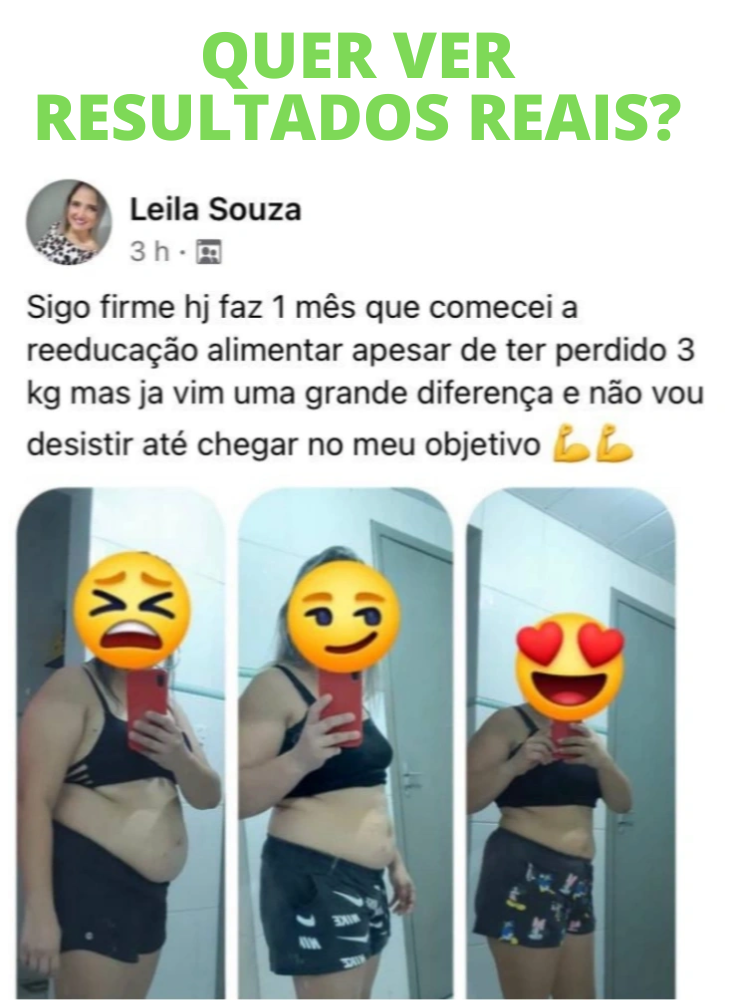 QUER VER
RESULTADOS REAIS?
Leila Souza
3 h ·
Sigo firme hj faz 1 mês que comecei a
reeducação alimentar apesar de ter perdido 3
kg mas ja vim uma grande diferença e não vou
desistir até chegar no meu objetivo 💪💪
NIKE
NIKE
NIKE